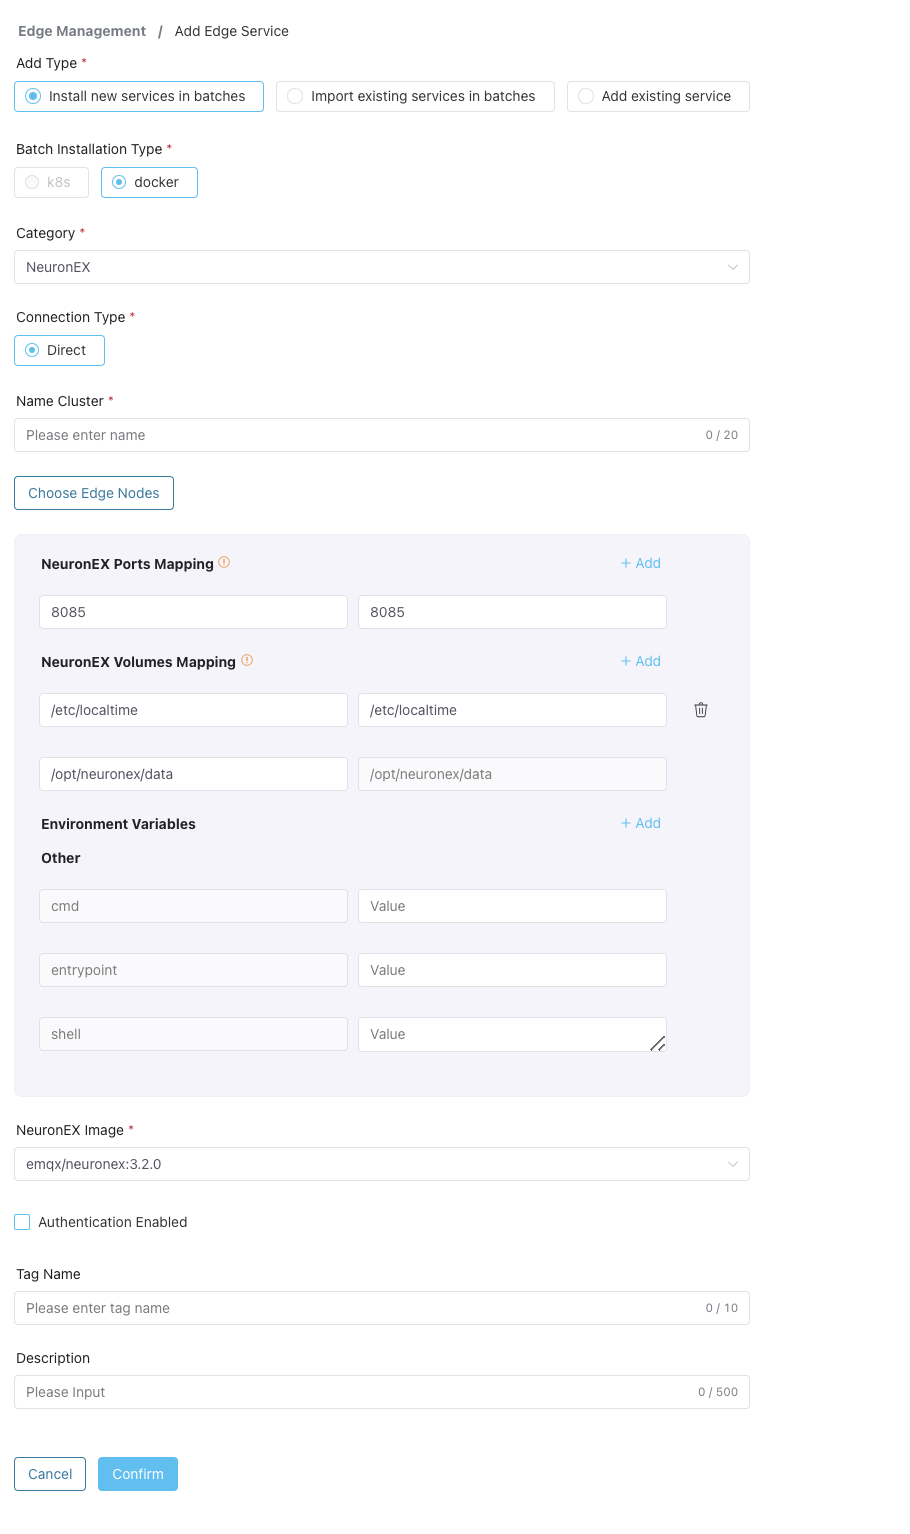 Edge Management / Add Edge Service
Add Type *
Install new services in batches Import existing services in batches Add existing service
Batch Installation Type *
k8s docker
Category *
NeuronEX
Connection Type *
Direct
Name Cluster *
Please enter name 0 / 20
Choose Edge Nodes
NeuronEX Ports Mapping + Add
8085 8085
NeuronEX Volumes Mapping + Add
/etc/localtime /etc/localtime
/opt/neuronex/data /opt/neuronex/data
Environment Variables + Add
Other
cmd Value
entrypoint Value
shell Value
NeuronEX Image *
emqx/neuronex:3.2.0
Authentication Enabled
Tag Name
Please enter tag name 0 / 10
Description
Please Input 0 / 500
Cancel Confirm